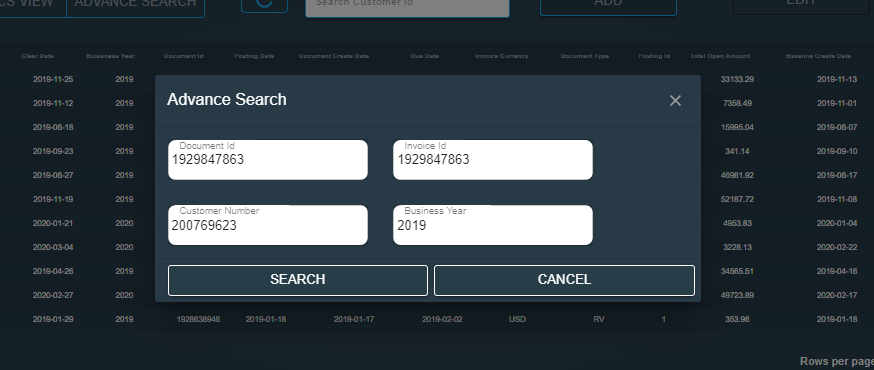 CS VIEW ADVANCE SEARCH Search Customer Id ADD EDIT
Clear Date Buisness Year Document Id Posting Date Document Create Date Due Date Invoice Currency Document Type Posting Id Total Open Amount Baseline Create Date
2019-11-25 2019 33133.29 2019-11-13
2019-11-12 2019 7358.49 2019-11-01
2019-06-18 2019 15995.04 2019-06-07
2019-09-23 2019 341.14 2019-09-10
2019-06-27 2019 46961.92 2019-06-17
2019-11-19 2019 52187.72 2019-11-08
2020-01-21 2020 4953.83 2020-01-04
2020-03-04 2020 3228.13 2020-02-22
2019-04-26 2019 34565.51 2019-04-16
2020-02-27 2020 49723.89 2020-02-17
2019-01-29 2019 1928638946 2019-01-18 2019-01-17 2019-02-02 USD RV 1 353.96 2019-01-18
Advance Search
Document Id Invoice Id
1929847863 1929847863
Customer Number Business Year
200769623 2019
SEARCH CANCEL
Rows per page